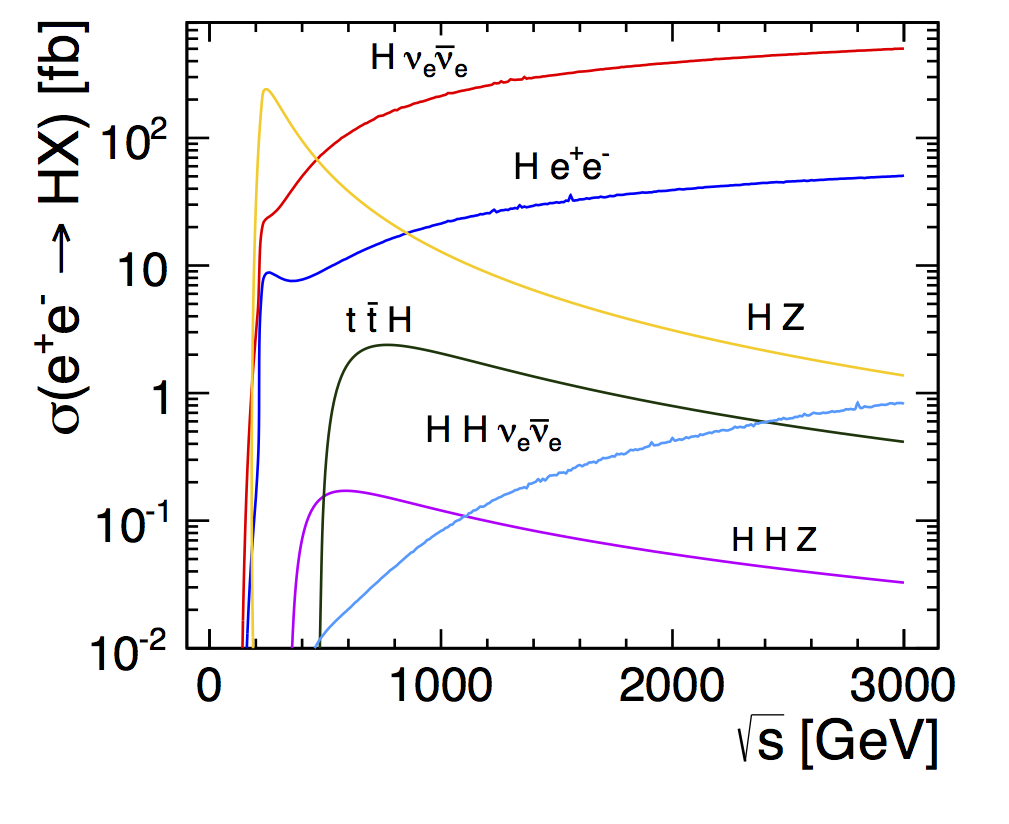 σ(e⁺e⁻ → HX) [fb]
10²
10
1
10⁻¹
10⁻²
H νₑν̅ₑ
H e⁺e⁻
H Z
t t̅ H
H H νₑν̅ₑ
H H Z
0 1000 2000 3000
√s [GeV]